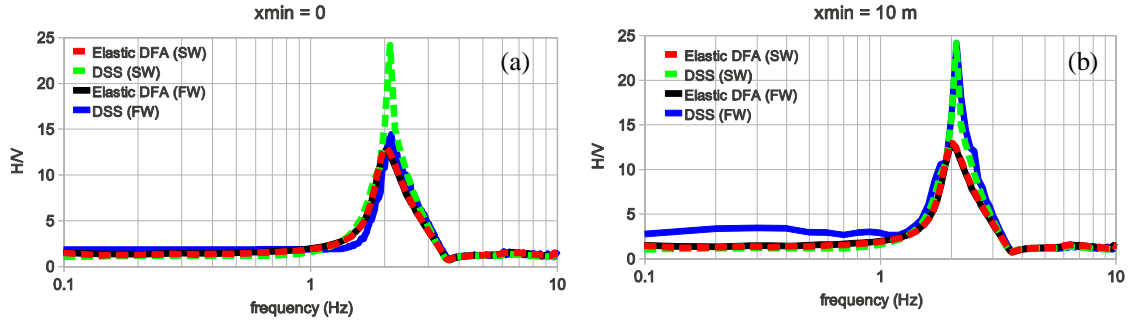 xmin = 0
25
20
15
10
5
0
H/V
Elastic DFA (SW)
DSS (SW)
Elastic DFA (FW)
DSS (FW)
(a)
0.1
1
10
frequency (Hz)
xmin = 10 m
25
20
15
10
5
0
H/V
Elastic DFA (SW)
DSS (SW)
Elastic DFA (FW)
DSS (FW)
(b)
0.1
1
10
frequency (Hz)